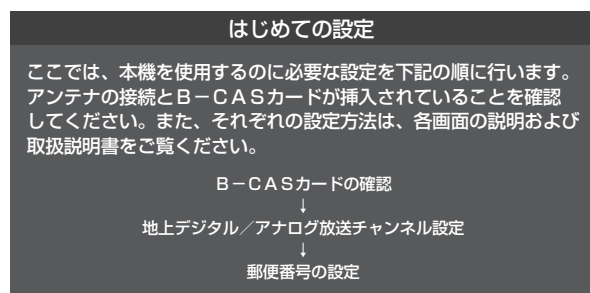 はじめての設定
ここでは、本機を使用するのに必要な設定を下記の順に行います。
アンテナの接続とＢ－ＣＡＳカードが挿入されていることを確認
してください。また、それぞれの設定方法は、各画面の説明および
取扱説明書をご覧ください。
Ｂ－ＣＡＳカードの確認
↓
地上デジタル／アナログ放送チャンネル設定
↓
郵便番号の設定